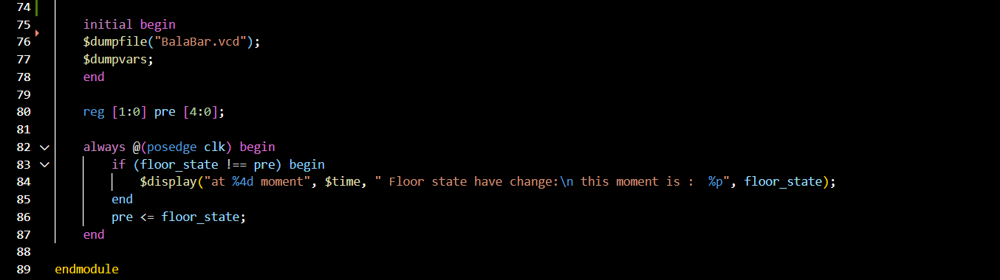 74
75 initial begin
76 $dumpfile("BalaBar.vcd");
77 $dumpvars;
78 end
79
80 reg [1:0] pre [4:0];
81
82 always @(posedge clk) begin
83 if (floor_state !== pre) begin
84 $display("at %4d moment", $time, " Floor state have change:\n this moment is :  %p", floor_state);
85 end
86 pre <= floor_state;
87 end
88
89 endmodule